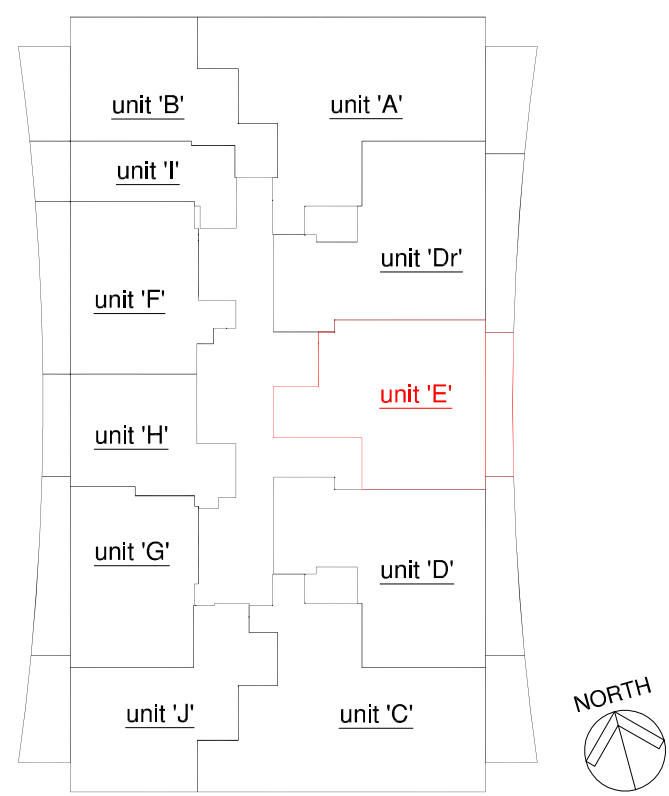 unit 'B'
unit 'A'
unit 'I'
unit 'Dr'
unit 'F'
unit 'E'
unit 'H'
unit 'G'
unit 'D'
unit 'J'
unit 'C'
NORTH